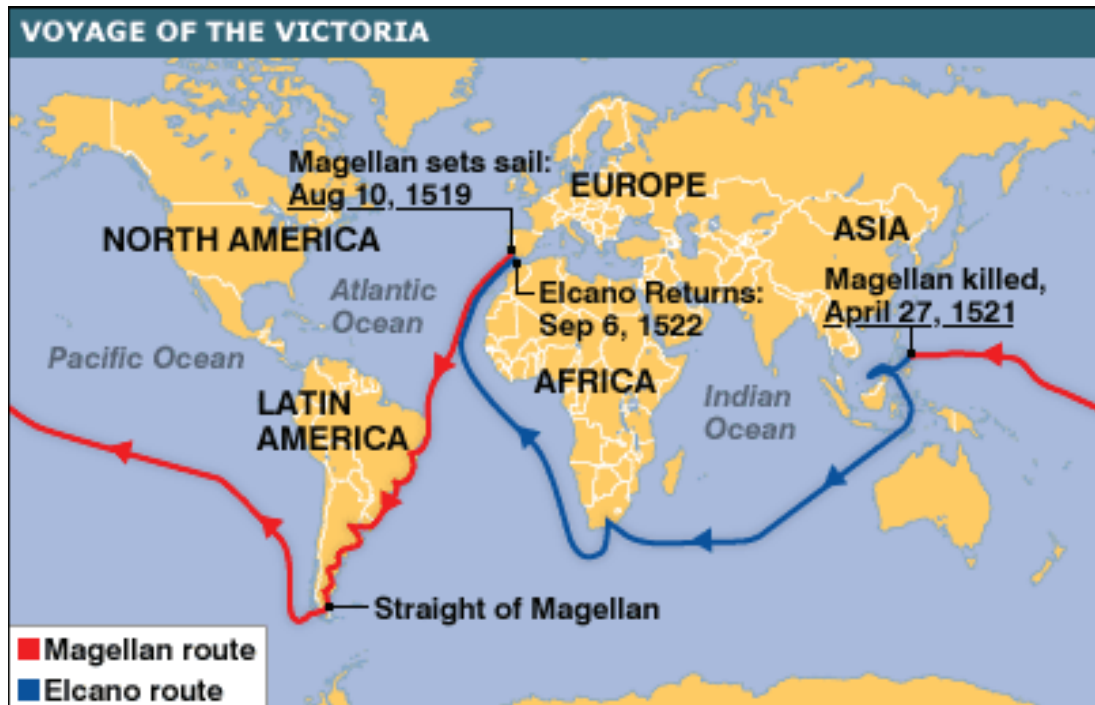 VOYAGE OF THE VICTORIA
Magellan sets sail:
Aug 10, 1519
EUROPE
ASIA
NORTH AMERICA
Magellan killed,
April 27, 1521
Atlantic
Ocean
Elcano Returns:
Sep 6, 1522
Pacific Ocean
AFRICA
LATIN
AMERICA
Indian
Ocean
Straight of Magellan
Magellan route
Elcano route